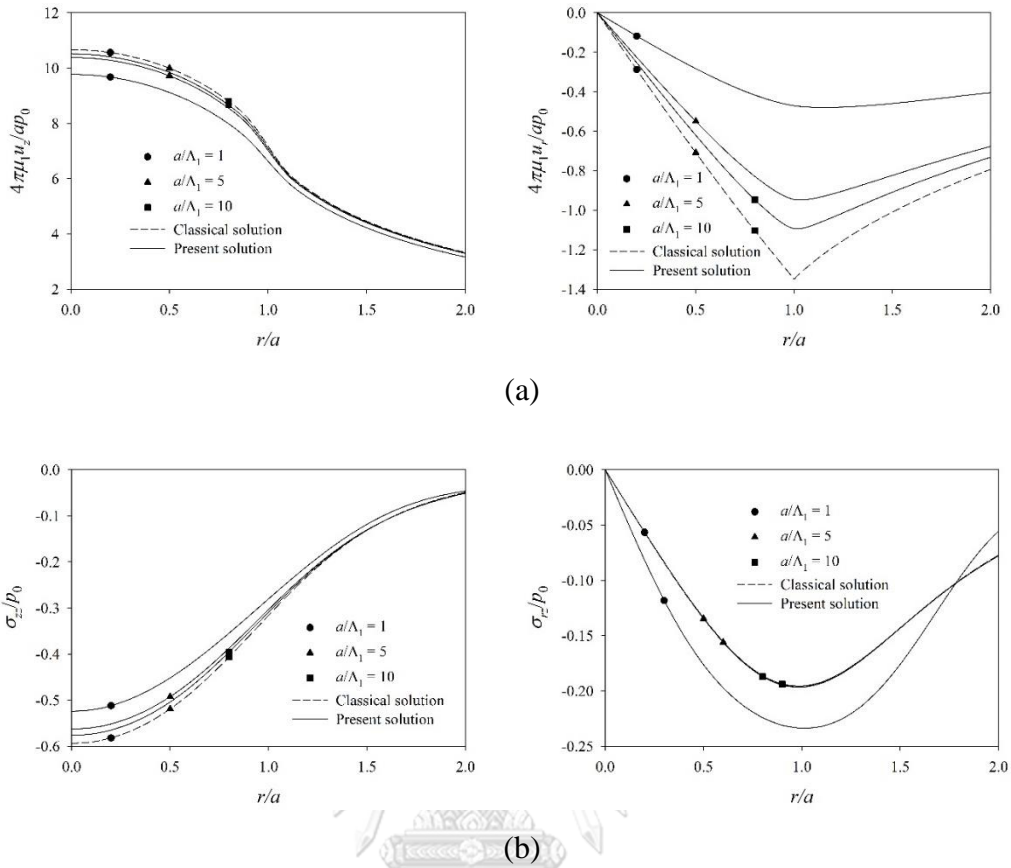 4πμ₁u_z/ap₀
12
10
8
6
4
2
a/Λ₁ = 1
a/Λ₁ = 5
a/Λ₁ = 10
Classical solution
Present solution
0.0 0.5 1.0 1.5 2.0
r/a
4πμ₁u_r/ap₀
0.0
-0.2
-0.4
-0.6
-0.8
-1.0
-1.2
-1.4
a/Λ₁ = 1
a/Λ₁ = 5
a/Λ₁ = 10
Classical solution
Present solution
0.0 0.5 1.0 1.5 2.0
r/a
(a)
σ_zz/p₀
0.0
-0.1
-0.2
-0.3
-0.4
-0.5
-0.6
a/Λ₁ = 1
a/Λ₁ = 5
a/Λ₁ = 10
Classical solution
Present solution
0.0 0.5 1.0 1.5 2.0
r/a
σ_rz/p₀
0.00
-0.05
-0.10
-0.15
-0.20
-0.25
a/Λ₁ = 1
a/Λ₁ = 5
a/Λ₁ = 10
Classical solution
Present solution
0.0 0.5 1.0 1.5 2.0
r/a
(b)